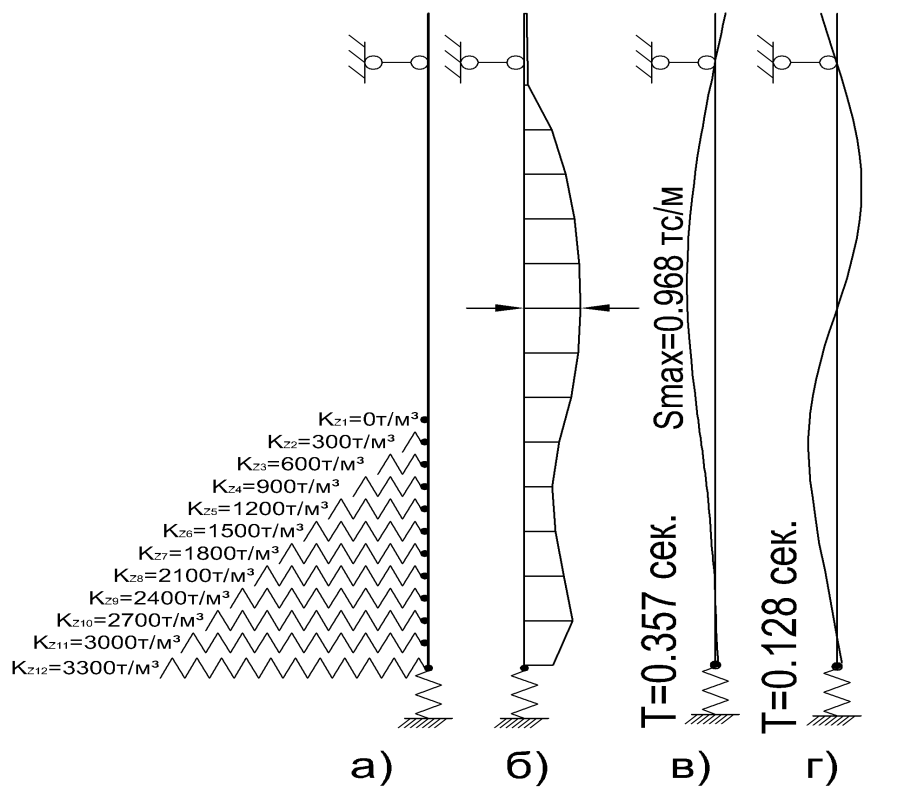 Smax=0.968 тс/м
Kz1=0т/м³
Kz2=300т/м³
Kz3=600т/м³
Kz4=900т/м³
Kz5=1200т/м³
Kz6=1500т/м³
Kz7=1800т/м³
Kz8=2100т/м³
Kz9=2400т/м³
Kz10=2700т/м³
Kz11=3000т/м³
Kz12=3300т/м³
T=0.357 сек.
T=0.128 сек.
а) б) в) г)